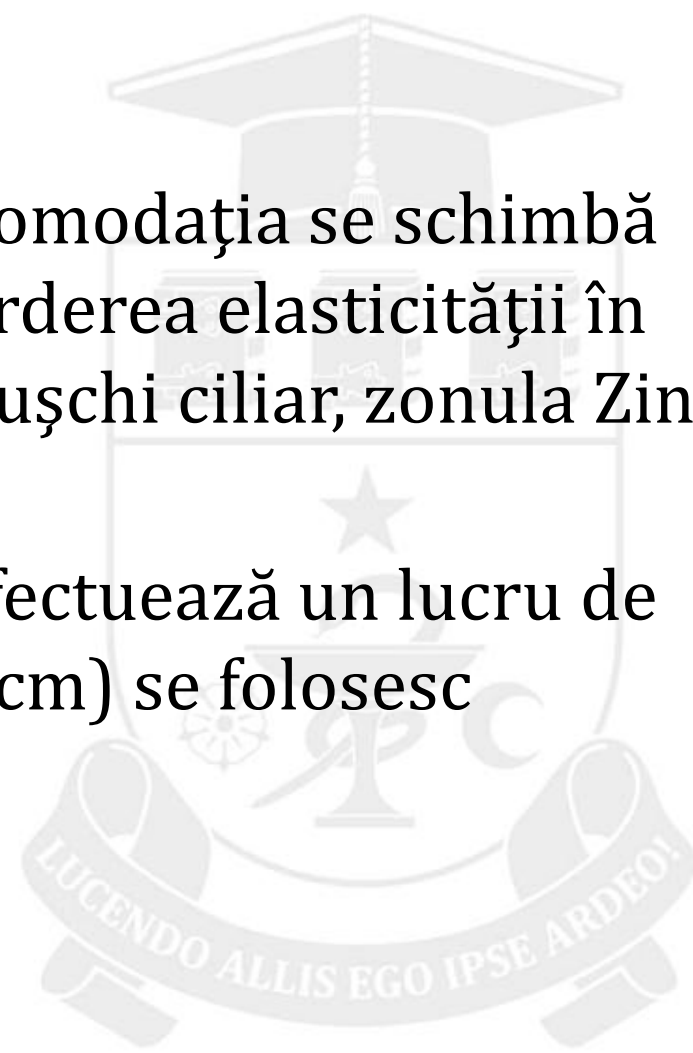 omodaţia se schimbă
rderea elasticităţii în
uşchi ciliar, zonula Zin
fectuează un lucru de
cm) se folosesc
LUCENDO ALLIS EGO IPSE ARDEO!